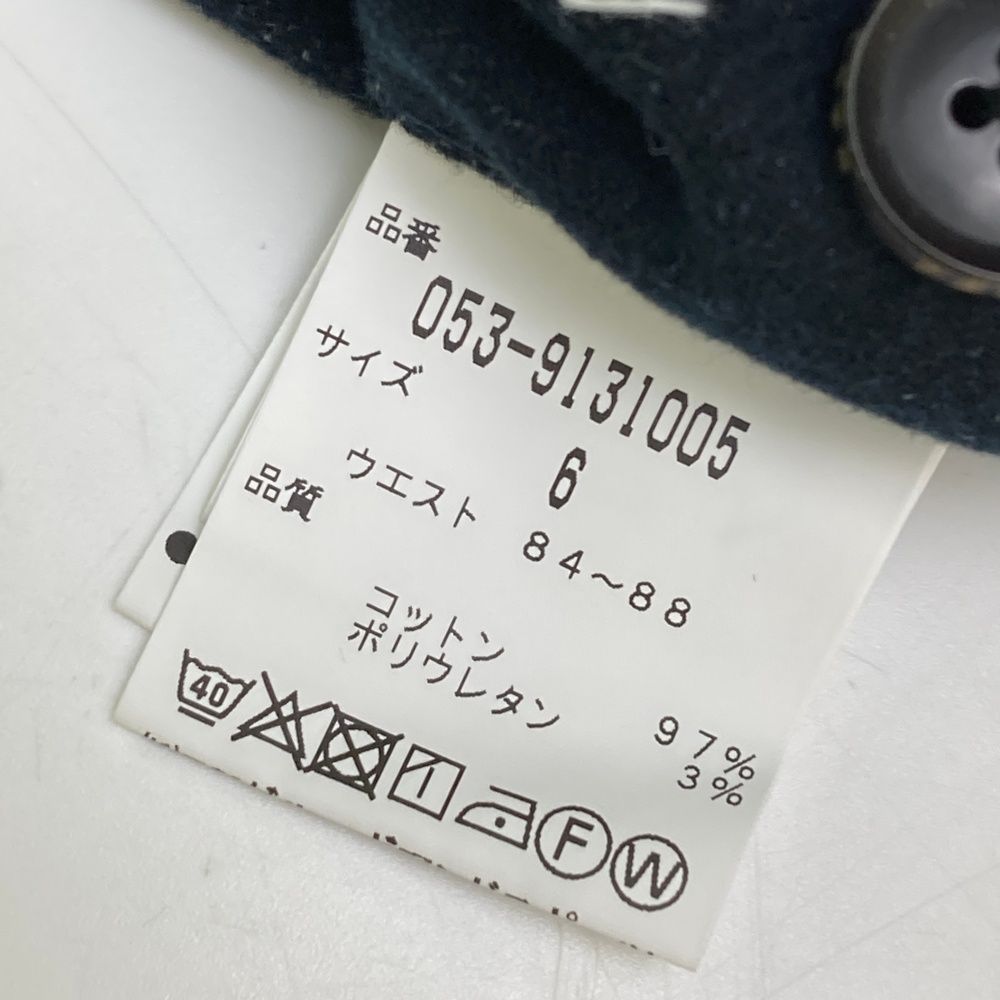 品番
053-9131005
サイズ
6
ウエスト 84~88
品質
コットン 97%
ポリウレタン 3%
40
F W